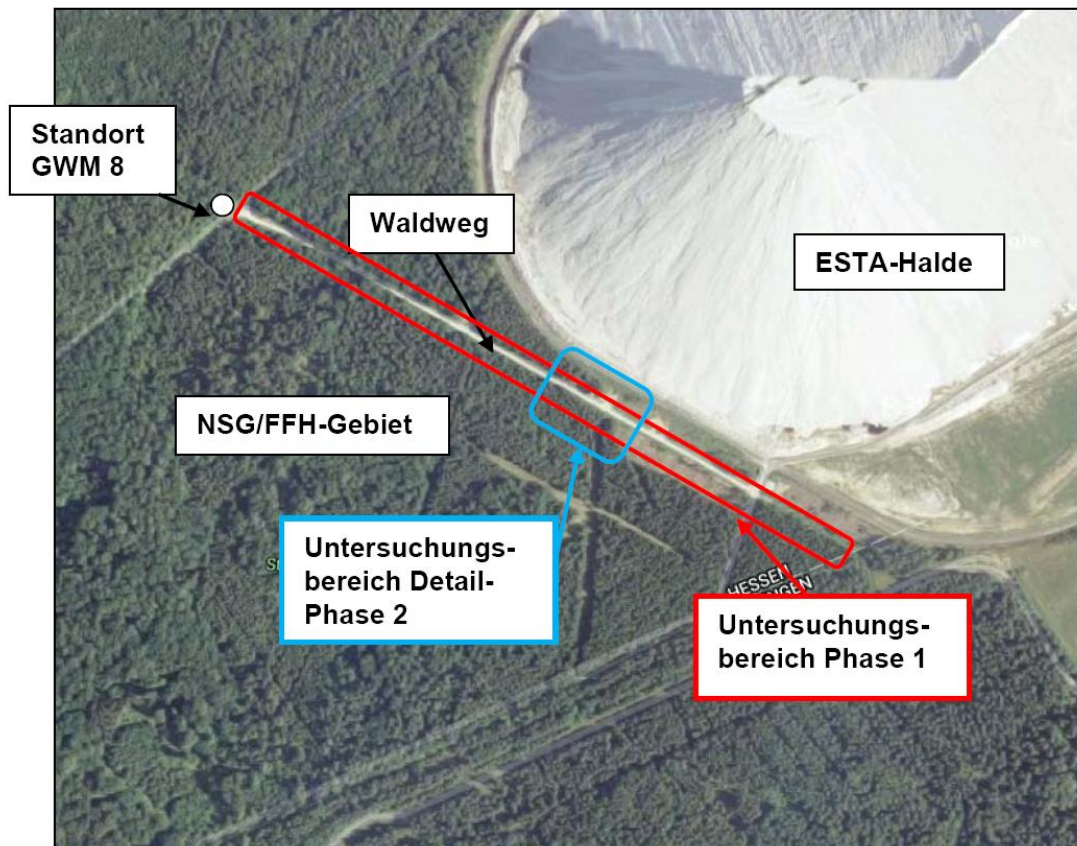 Standort
GWM 8
Waldweg
ESTA-Halde
NSG/FFH-Gebiet
Untersuchungs-
bereich Detail-
Phase 2
HESSEN
Untersuchungs-
bereich Phase 1